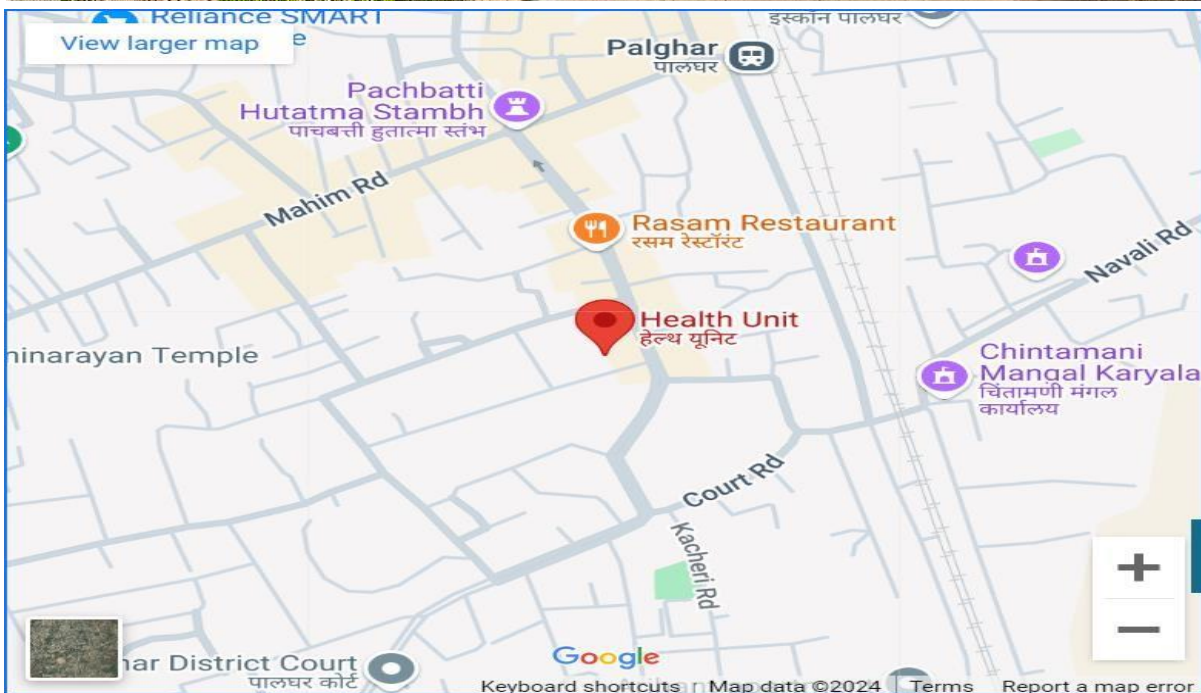 Reliance SMART
View larger map
e
इस्कॉन पालघर
Palghar
पालघर
Pachbatti
Hutatma Stambh
पाचबत्ती हुतात्मा स्तंभ
Mahim Rd
Rasam Restaurant
रसम रेस्टॉरंट
Navali Rd
Health Unit
हेल्थ यूनिट
ninarayan Temple
Chintamani
Mangal Karyala
चिंतामणी मंगल
कार्यालय
Court Rd
Kacheri Rd
ar District Court
पालघर कोर्ट
Google
Keyboard shortcuts
Map data ©2024
Terms
Report a map error